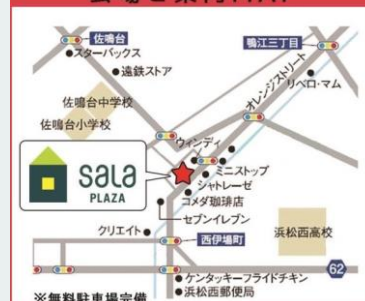 佐鳴台
鴨江三丁目
スターバックス
遠鉄ストア
オレンジストリート
リベロ・マム
佐鳴台中学校
佐鳴台小学校
ウィンディ
ミニストップ
シャトレーゼ
コメダ珈琲店
セブンイレブン
sala
PLAZA
クリエイト
西伊場町
浜松西高校
62
ケンタッキーフライドチキン
浜松西郵便局
※無料駐車場完備